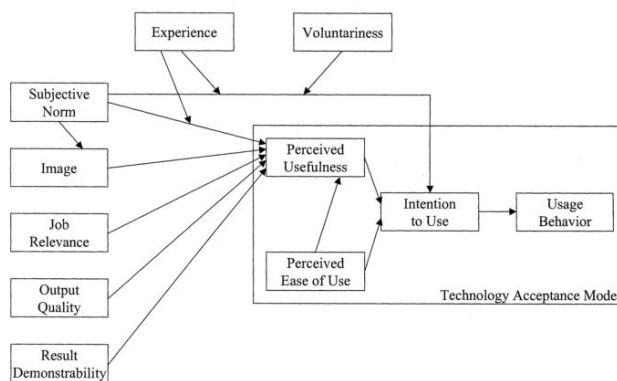 Experience
Voluntariness
Subjective
Norm
Image
Perceived
Usefulness
Intention
to Use
Usage
Behavior
Job
Relevance
Perceived
Ease of Use
Output
Quality
Technology Acceptance Mode
Result
Demonstrability